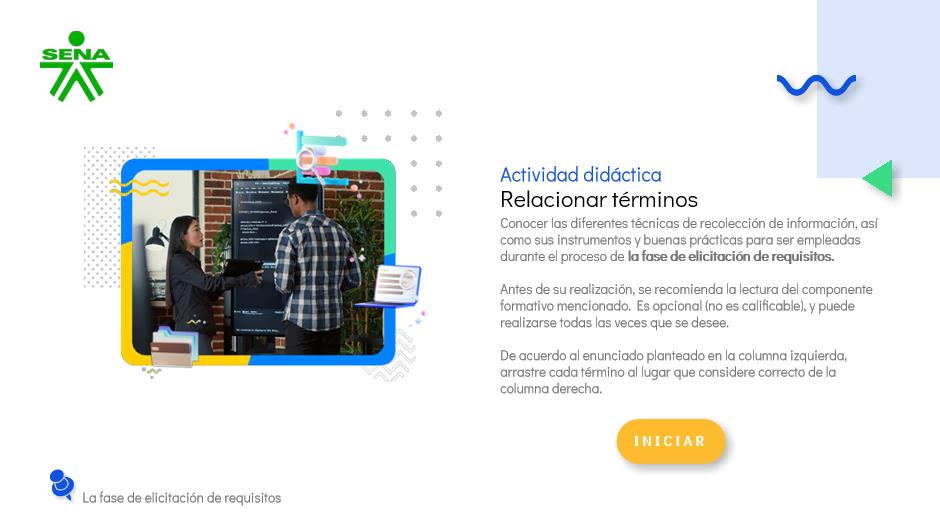 SENA
Actividad didáctica
Relacionar términos
Conocer las diferentes técnicas de recolección de información, así
como sus instrumentos y buenas prácticas para ser empleadas
durante el proceso de la fase de elicitación de requisitos.
Antes de su realización, se recomienda la lectura del componente
formativo mencionado. Es opcional (no es calificable), y puede
realizarse todas las veces que se desee.
De acuerdo al enunciado planteado en la columna izquierda,
arrastre cada término al lugar que considere correcto de la
columna derecha.
INICIAR
La fase de elicitación de requisitos